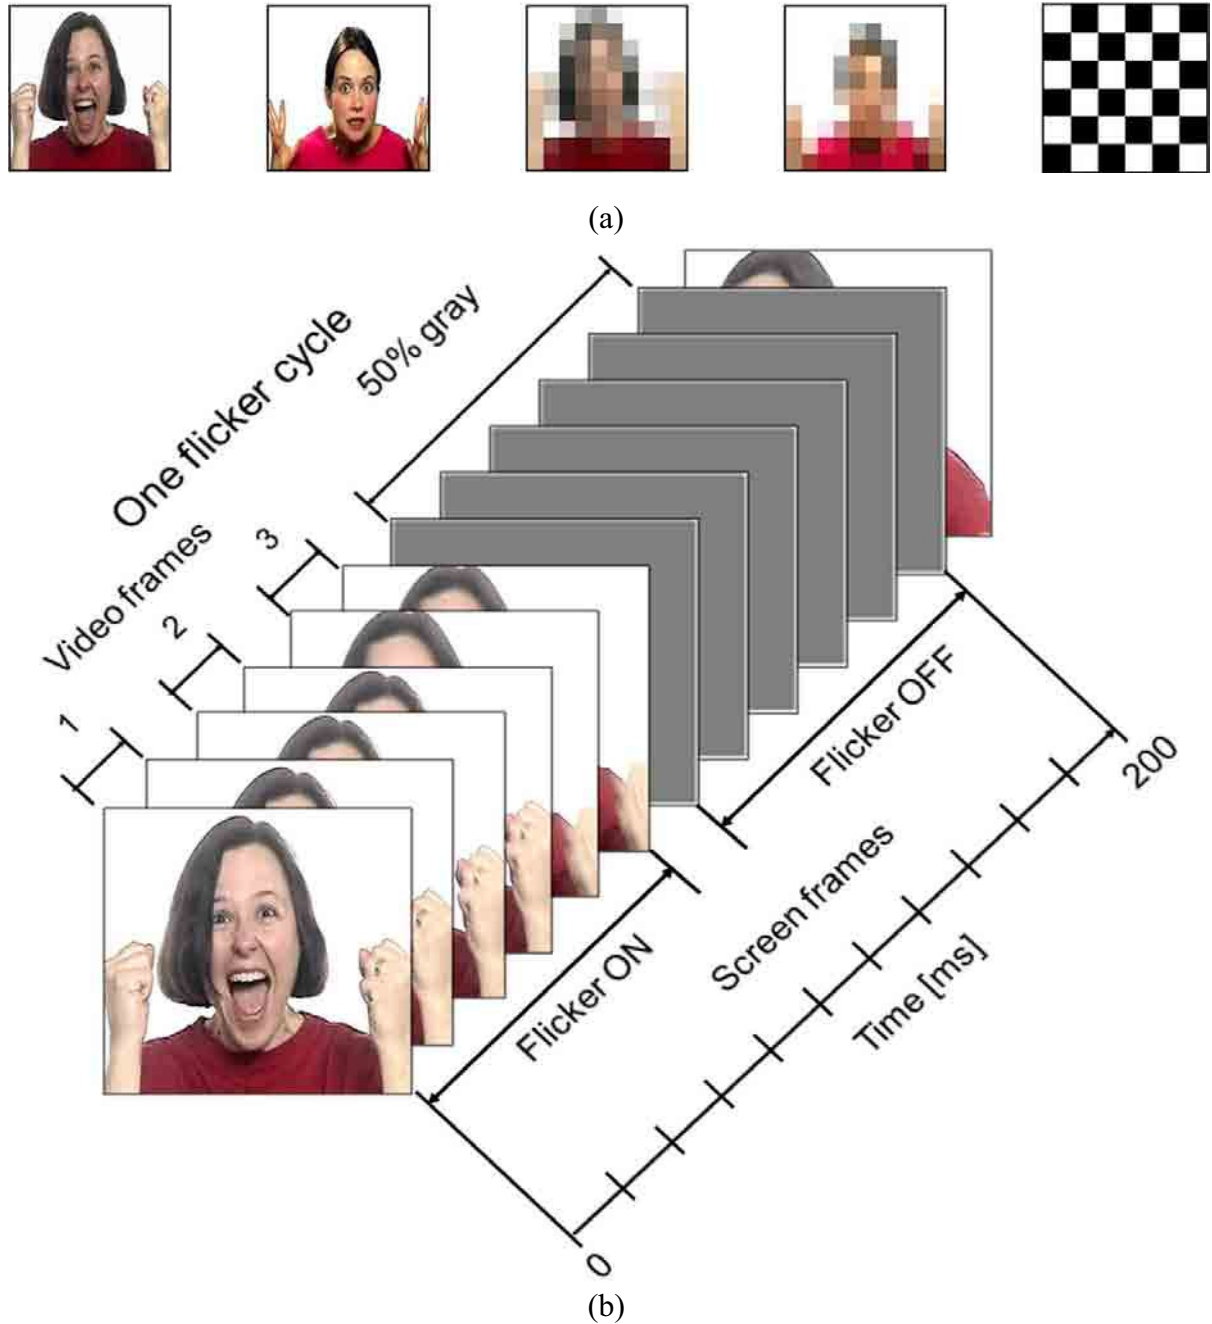 (a)
One flicker cycle
50% gray
Video frames
1
2
3
Flicker ON
Flicker OFF
Screen frames
Time [ms]
0
200
(b)